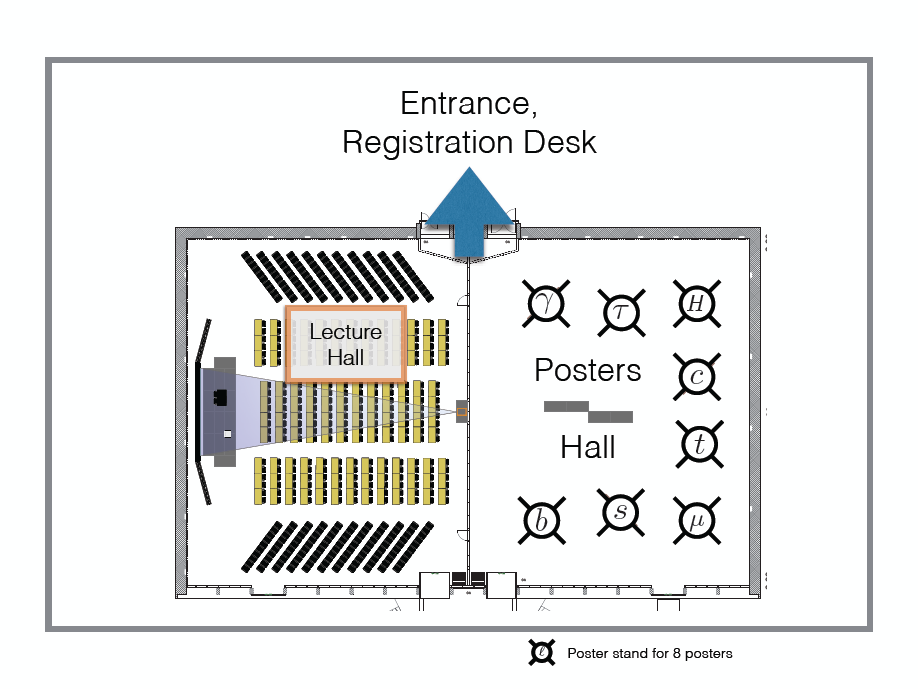 Entrance,
Registration Desk
Lecture
Hall
γ
τ
H
Posters
c
Hall
t
b
s
μ
ℓ Poster stand for 8 posters